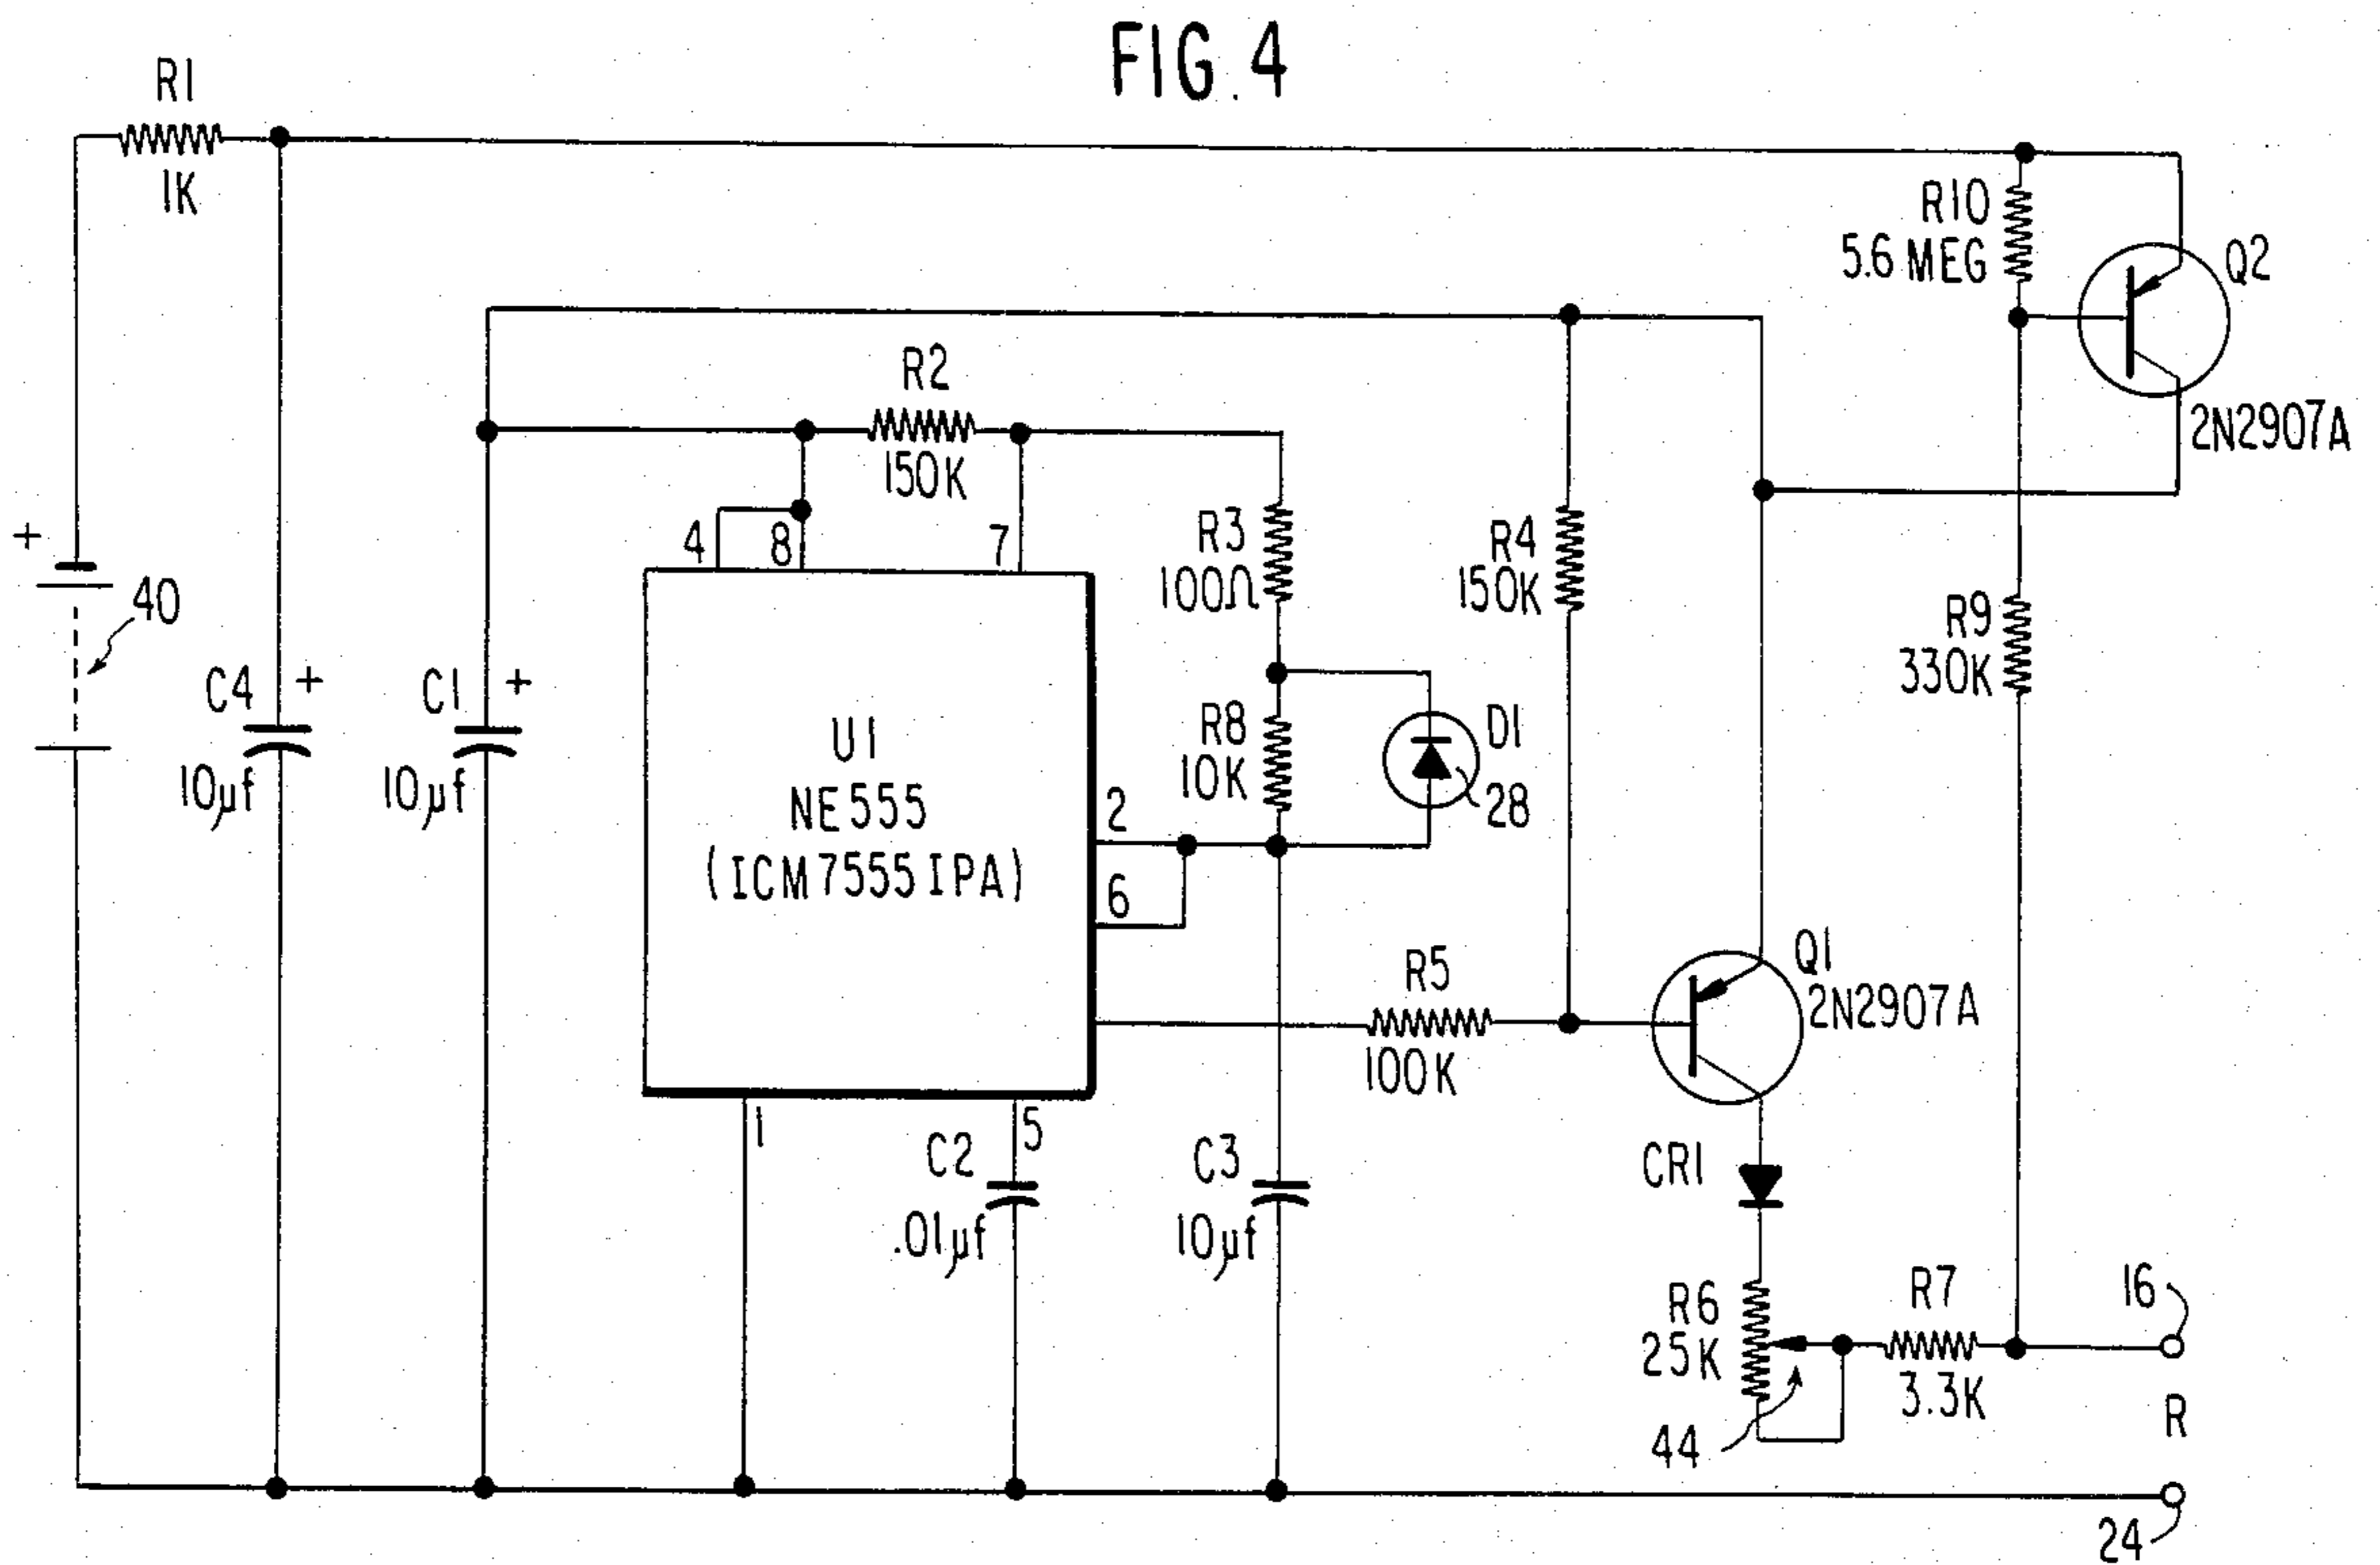 FIG. 4
R1
1K
R10
5.6 MEG
Q2
2N2907A
R2
150K
4
8
7
R3
100Ω
R4
150K
R9
330K
+
40
C4
+
10µf
C1
+
10µf
U1
NE555
(ICM7555IPA)
R8
10K
D1
28
2
6
R5
100K
Q1
2N2907A
1
5
C2
.01µf
C3
10µf
CR1
R6
25K
44
R7
3.3K
16
R
24